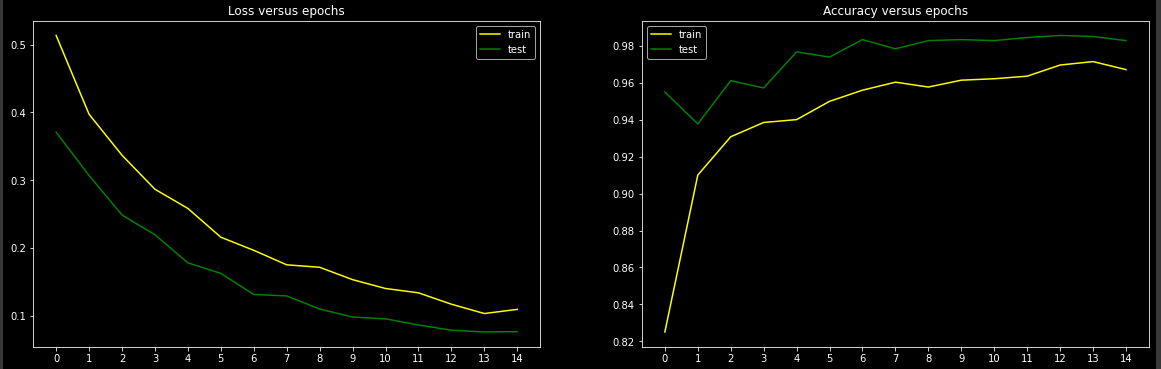 Loss versus epochs
train
test
0.5
0.4
0.3
0.2
0.1
0 1 2 3 4 5 6 7 8 9 10 11 12 13 14
Accuracy versus epochs
train
test
0.98
0.96
0.94
0.92
0.90
0.88
0.86
0.84
0.82
0 1 2 3 4 5 6 7 8 9 10 11 12 13 14